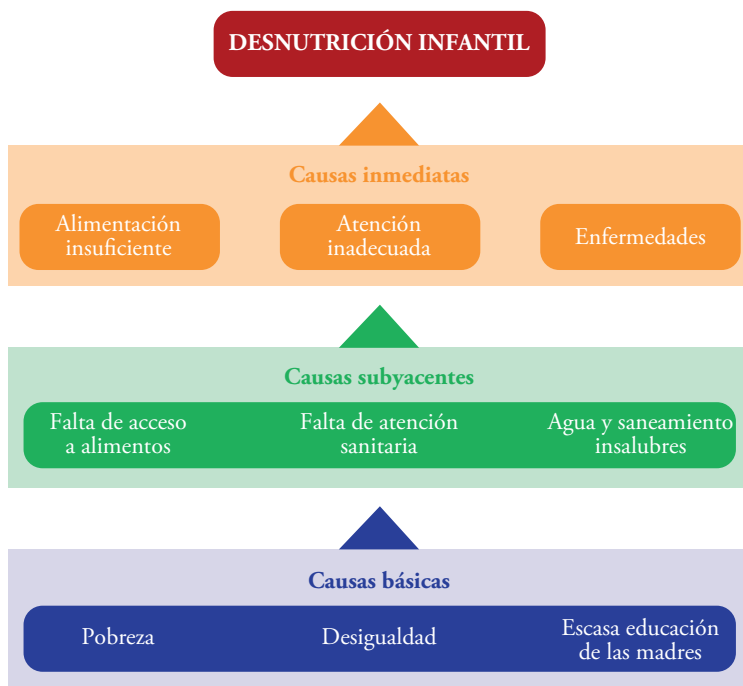 DESNUTRICIÓN INFANTIL
Causas inmediatas
Alimentación
insuficiente
Atención
inadecuada
Enfermedades
Causas subyacentes
Falta de acceso
a alimentos
Falta de atención
sanitaria
Agua y saneamiento
insalubres
Causas básicas
Pobreza
Desigualdad
Escasa educación
de las madres